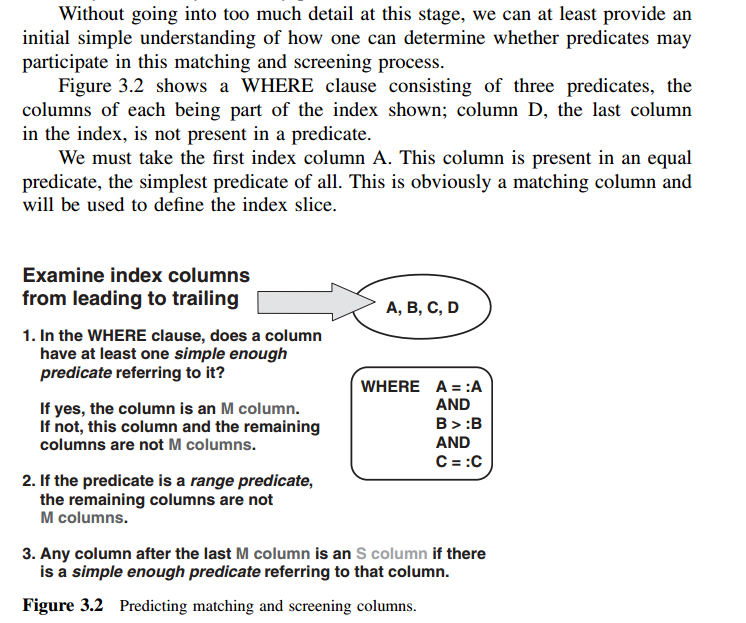 Without going into too much detail at this stage, we can at least provide an
initial simple understanding of how one can determine whether predicates may
participate in this matching and screening process.
Figure 3.2 shows a WHERE clause consisting of three predicates, the
columns of each being part of the index shown; column D, the last column
in the index, is not present in a predicate.
We must take the first index column A. This column is present in an equal
predicate, the simplest predicate of all. This is obviously a matching column and
will be used to define the index slice.
Examine index columns
from leading to trailing
A, B, C, D
1. In the WHERE clause, does a column
have at least one simple enough
predicate referring to it?
If yes, the column is an M column.
If not, this column and the remaining
columns are not M columns.
2. If the predicate is a range predicate,
the remaining columns are not
M columns.
WHERE A = :A
AND
B > :B
AND
C = :C
3. Any column after the last M column is an S column if there
is a simple enough predicate referring to that column.
Figure 3.2 Predicting matching and screening columns.